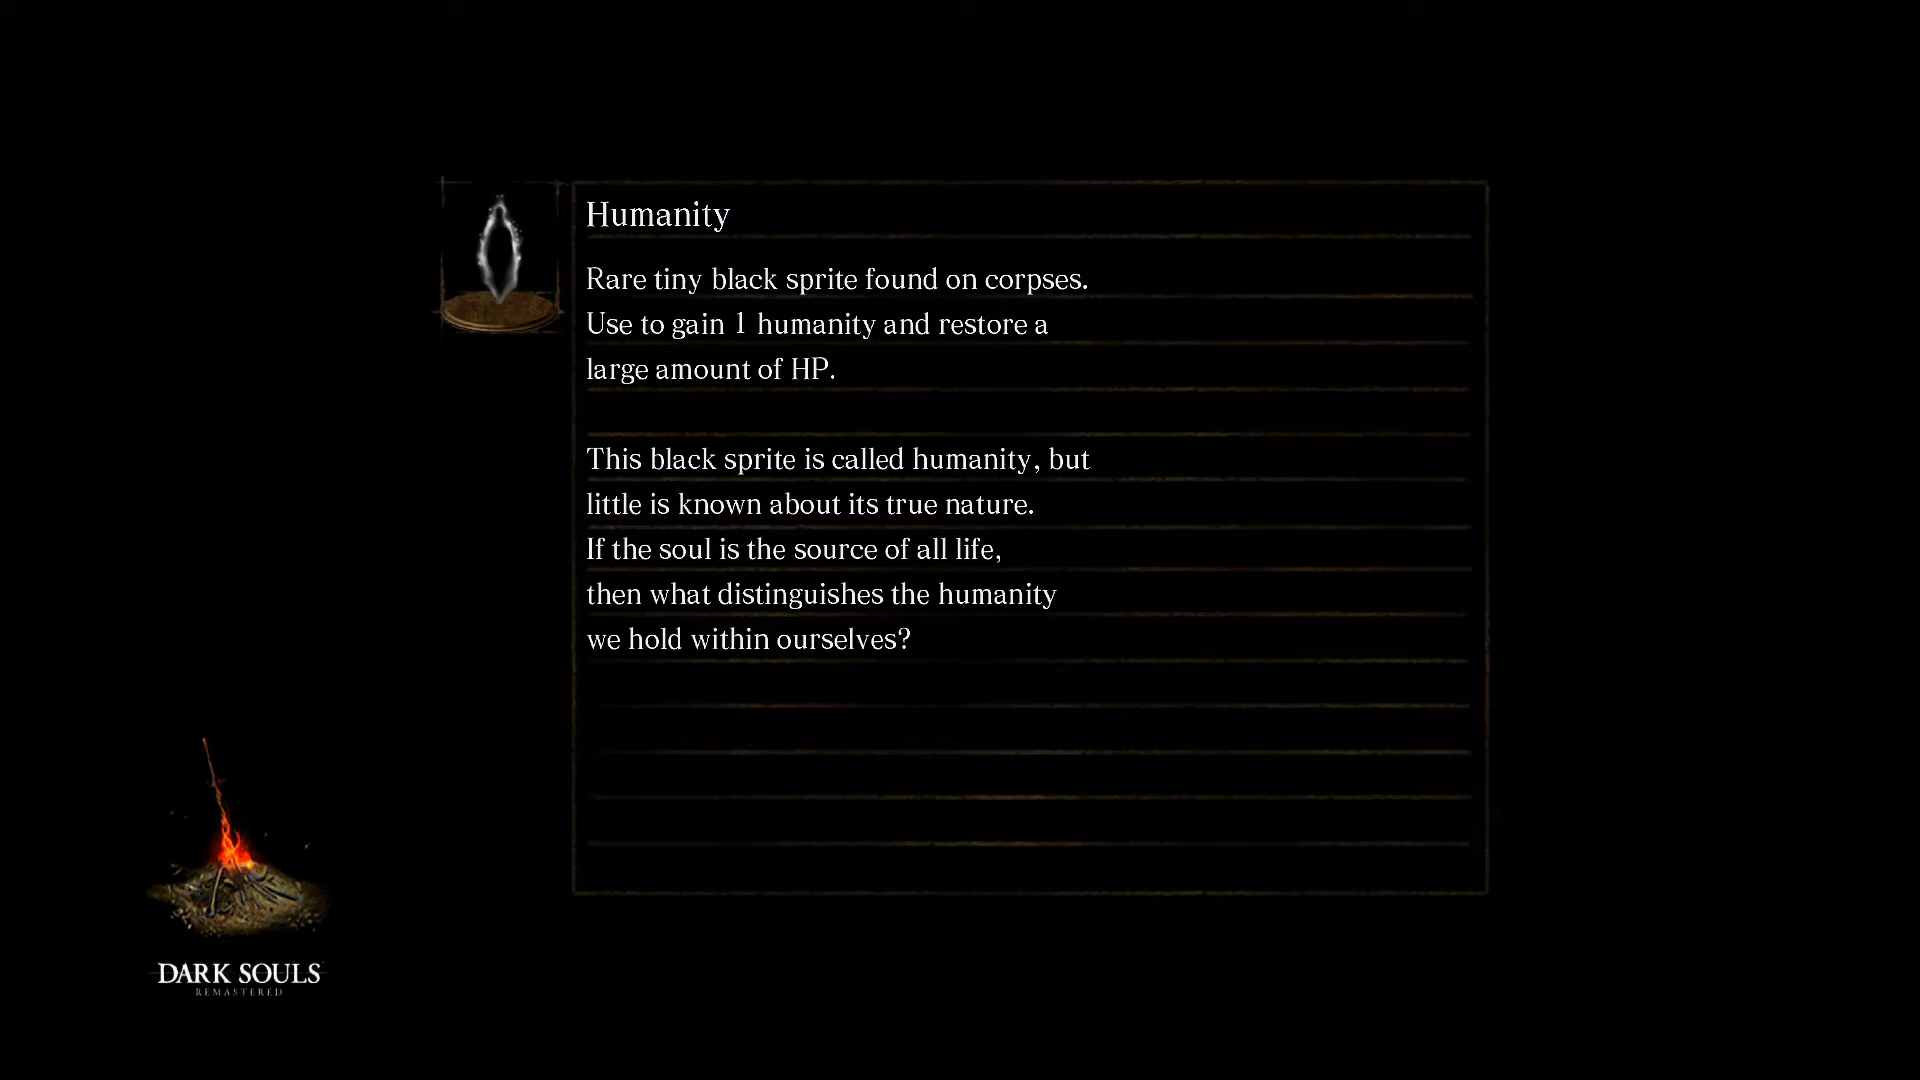 Humanity
Rare tiny black sprite found on corpses.
Use to gain 1 humanity and restore a
large amount of HP.
This black sprite is called humanity, but
little is known about its true nature.
If the soul is the source of all life,
then what distinguishes the humanity
we hold within ourselves?
DARK SOULS
REMASTERED